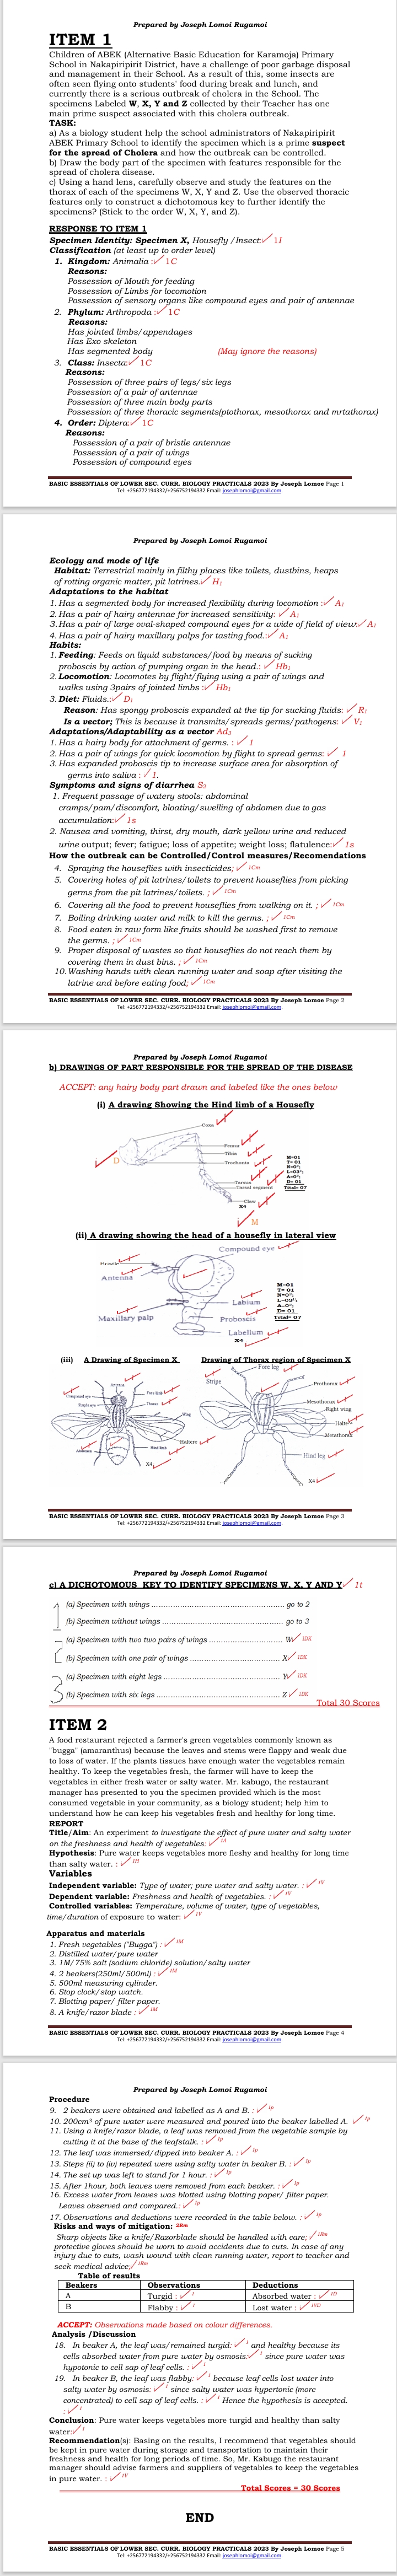 Prepared by Joseph Lomoi Rugamoi
ITEM 1
Children of ABEK (Alternative Basic Education for Karamoja) Primary
School in Nakapiripirit District, have a challenge of poor garbage disposal
and management in their School. As a result of this, some insects are
often seen flying onto students' food during break and lunch, and
currently there is a serious outbreak of cholera in the School. The
specimens Labeled W, X, Y and Z collected by their Teacher has one
main prime suspect associated with this cholera outbreak.
TASK:
a) As a biology student help the school administrators of Nakapiripirit
ABEK Primary School to identify the specimen which is a prime suspect
for the spread of Cholera and how the outbreak can be controlled.
b) Draw the body part of the specimen with features responsible for the
spread of cholera disease.
c) Using a hand lens, carefully observe and study the features on the
thorax of each of the specimens W, X, Y and Z. Use the observed thoracic
features only to construct a dichotomous key to further identify the
specimens? (Stick to the order W, X, Y, and Z).
RESPONSE TO ITEM 1
Specimen Identity: Specimen X, Housefly /Insect: 1I
Classification (at least up to order level)
1. Kingdom: Animalia : 1C
Reasons:
Possession of Mouth for feeding
Possession of Limbs for locomotion
Possession of sensory organs like compound eyes and pair of antennae
2. Phylum: Arthropoda : 1C
Reasons:
Has jointed limbs/appendages
Has Exo skeleton
Has segmented body (May ignore the reasons)
3. Class: Insecta: 1C
Reasons:
Possession of three pairs of legs/six legs
Possession of a pair of antennae
Possession of three main body parts
Possession of three thoracic segments(ptothorax, mesothorax and mrtathorax)
4. Order: Diptera: 1C
Reasons:
Possession of a pair of bristle antennae
Possession of a pair of wings
Possession of compound eyes
BASIC ESSENTIALS OF LOWER SEC. CURR. BIOLOGY PRACTICALS 2023 By Joseph Lomoe Page 1
Tel: +256772194332/+256752194332 Email: josephlomoi@gmail.com.
Prepared by Joseph Lomoi Rugamoi
Ecology and mode of life
Habitat: Terrestrial mainly in filthy places like toilets, dustbins, heaps
of rotting organic matter, pit latrines. H1
Adaptations to the habitat
1. Has a segmented body for increased flexibility during locomotion : A1
2. Has a pair of hairy antennae for increased sensitivity: A1
3. Has a pair of large oval-shaped compound eyes for a wide field of view: A1
4. Has a pair of hairy maxillary palps for tasting food.: A1
Habits:
1. Feeding: Feeds on liquid substances/food by means of sucking
proboscis by action of pumping organ in the head.: Hb1
2. Locomotion: Locomotes by flight/flying using a pair of wings and
walks using 3pairs of jointed limbs : Hb1
3. Diet: Fluids.: D1
Reason: Has spongy proboscis expanded at the tip for sucking fluids: R1
Is a vector; This is because it transmits/spreads germs/pathogens: V1
Adaptations/Adaptability as a vector Ad3
1. Has a hairy body for attachment of germs. : 1
2. Has a pair of wings for quick locomotion by flight to spread germs: 1
3. Has expanded proboscis tip to increase surface area for absorption of
germs into saliva : 1.
Symptoms and signs of diarrhea S2
1. Frequent passage of watery stools: abdominal
cramps/pam/discomfort, bloating/swelling of abdomen due to gas
accumulation: 1s
2. Nausea and vomiting, thirst, dry mouth, dark yellow urine and reduced
urine output; fever; fatigue; loss of appetite; weight loss; flatulence: 1s
How the outbreak can be Controlled/Control measures/Recomendations
4. Spraying the houseflies with insecticides; 1Cm
5. Covering holes of pit latrines/toilets to prevent houseflies from picking
germs from the pit latrines/toilets. ; 1Cm
6. Covering all the food to prevent houseflies from walking on it. ; 1Cm
7. Boiling drinking water and milk to kill the germs. ; 1Cm
8. Food eaten in raw form like fruits should be washed first to remove
the germs. ; 1Cm
9. Proper disposal of wastes so that houseflies do not reach them by
covering them in dust bins. ; 1Cm
10. Washing hands with clean running water and soap after visiting the
latrine and before eating food; 1Cm
BASIC ESSENTIALS OF LOWER SEC. CURR. BIOLOGY PRACTICALS 2023 By Joseph Lomoe Page 2
Tel: +256772194332/+256752194332 Email: josephlomoi@gmail.com.
Prepared by Joseph Lomoi Rugamoi
b) DRAWINGS OF PART RESPONSIBLE FOR THE SPREAD OF THE DISEASE
ACCEPT: any hairy body part drawn and labeled like the ones below
(i) A drawing Showing the Hind limb of a Housefly
Coxa
Femur
Tibia
Trochanta
Tarsus
Tarsal segment
Claw
X4
D
M
M=01
T= 01
N=0½
L=03½
A=0½
D= 01
Total= 07
(ii) A drawing showing the head of a housefly in lateral view
Compound eye
Bristle
Antenna
Maxillary palp
Labium
Proboscis
Labellum
X4
M=01
T= 01
N=0½
L=03½
A=0½
D= 01
Total= 07
(iii) A Drawing of Specimen X Drawing of Thorax region of Specimen X
Antenna
Compound eye
Simple eye
Fore limb
Thorax
Wing
Haltere
Hind limb
Abdomen
X3
Stripe
Fore leg
Prothorax
Mesothorax
Right wing
Haltere
Metathorax
Hind leg
X4
BASIC ESSENTIALS OF LOWER SEC. CURR. BIOLOGY PRACTICALS 2023 By Joseph Lomoe Page 3
Tel: +256772194332/+256752194332 Email: josephlomoi@gmail.com.
Prepared by Joseph Lomoi Rugamoi
c) A DICHOTOMOUS KEY TO IDENTIFY SPECIMENS W, X, Y AND Y 1t
1 (a) Specimen with wings ........ go to 2
(b) Specimen without wings ........ go to 3
2 (a) Specimen with two two pairs of wings ........ W 1DK
(b) Specimen with one pair of wings ........ X 1DK
3 (a) Specimen with eight legs ........ Y 1DK
(b) Specimen with six legs ........ Z 1DK
Total 30 Scores
ITEM 2
A food restaurant rejected a farmer's green vegetables commonly known as
"bugga" (amaranthus) because the leaves and stems were flappy and weak due
to loss of water. If the plants tissues have enough water, the vegetables remain
healthy. To keep the vegetables fresh, the farmer will have to keep the
vegetables in either fresh water or salty water. Mr. kabugo, the restaurant
manager has presented to you the specimen provided which is the most
consumed vegetable in your community, as a biology student; help him to
understand how he can keep his vegetables fresh and healthy for long time.
REPORT
Title/Aim: An experiment to investigate the effect of pure water and salty water
on the freshness and health of vegetables: 1A
Hypothesis: Pure water keeps vegetables more fleshy and healthy for long time
than salty water. : 1H
Variables
Independent variable: Type of water; pure water and salty water. : 1V
Dependent variable: Freshness and health of vegetables. : 1V
Controlled variables: Temperature, volume of water, type of vegetables,
time/duration of exposure to water: 1V
Apparatus and materials
1. Fresh vegetables ("Bugga") : 1M
2. Distilled water/pure water
3. 1M/75% salt (sodium chloride) solution/salty water
4. 2 beakers(250ml/500ml) : 1M
5. 500ml measuring cylinder.
6. Stop clock/stop watch.
7. Blotting paper/ filter paper.
8. A knife/razor blade : 1M
BASIC ESSENTIALS OF LOWER SEC. CURR. BIOLOGY PRACTICALS 2023 By Joseph Lomoe Page 4
Tel: +256772194332/+256752194332 Email: josephlomoi@gmail.com.
Prepared by Joseph Lomoi Rugamoi
Procedure
9. 2 beakers were obtained and labelled as A and B. : 1p
10. 200cm³ of pure water were measured and poured into the beaker labelled A. 1p
11. Using a knife/razor blade, a leaf was removed from the vegetable sample by
cutting it at the base of the leafstalk. : 1p
12. The leaf was immersed/dipped into beaker A. : 1p
13. Steps (ii) to (iv) repeated were using salty water in beaker B. : 1p
14. The set up was left to stand for 1 hour. : 1p
15. After 1hour, both leaves were removed from each beaker. : 1p
16. Excess water from leaves was blotted using blotting paper/ filter paper.
Leaves observed and compared.: 1p
17. Observations and deductions were recorded in the table below. : 1p
Risks and ways of mitigation: 2Rm
Sharp objects like a knife/Razorblade should be handled with care; 1Rm
protective gloves should be worn to avoid accidents due to cuts. In case of any
injury due to cuts, wash wound with clean running water, report to teacher and
seek medical advice; 1Rm
Table of results
Beakers Observations Deductions
A Turgid : 1 Absorbed water : 1D
B Flabby : 1 Lost water : 1VD
ACCEPT: Observations made based on colour differences.
Analysis /Discussion
18. In beaker A, the leaf was/remained turgid: 1 and healthy because its
cells absorbed water from pure water by osmosis: 1 since pure water was
hypotonic to cell sap of leaf cells. : 1
19. In beaker B, the leaf was flabby: 1 because leaf cells lost water into
salty water by osmosis: 1 since salty water was hypertonic (more
concentrated) to cell sap of leaf cells. : 1 Hence the hypothesis is accepted.
: 1
Conclusion: Pure water keeps vegetables more turgid and healthy than salty
water: 1
Recommendation(s): Basing on the results, I recommend that vegetables should
be kept in pure water during storage and transportation to maintain their
freshness and health for long periods of time. So, Mr. Kabugo the restaurant
manager should advise farmers and suppliers of vegetables to keep the vegetables
in pure water. : 1V
Total Scores = 30 Scores
END
BASIC ESSENTIALS OF LOWER SEC. CURR. BIOLOGY PRACTICALS 2023 By Joseph Lomoe Page 5
Tel: +256772194332/+256752194332 Email: josephlomoi@gmail.com.